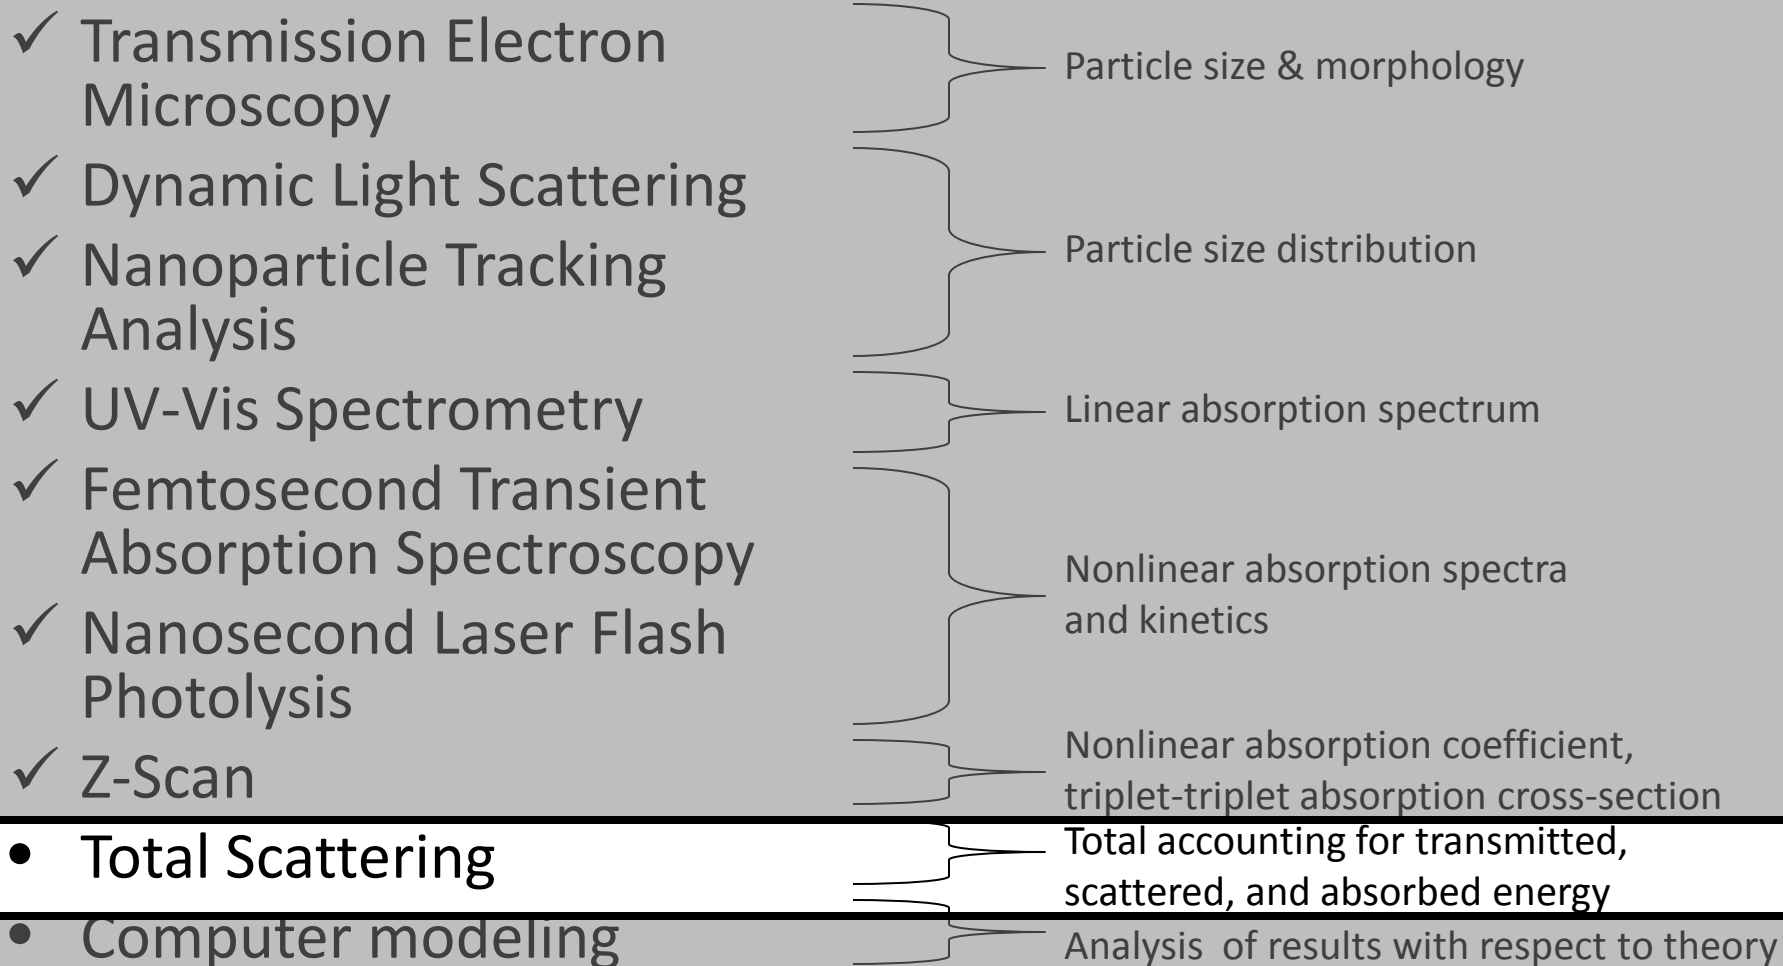 ✓ Transmission Electron
Microscopy
Particle size & morphology
✓ Dynamic Light Scattering
✓ Nanoparticle Tracking
Analysis
Particle size distribution
✓ UV-Vis Spectrometry
Linear absorption spectrum
✓ Femtosecond Transient
Absorption Spectroscopy
✓ Nanosecond Laser Flash
Photolysis
Nonlinear absorption spectra
and kinetics
✓ Z-Scan
Nonlinear absorption coefficient,
triplet-triplet absorption cross-section
• Total Scattering
Total accounting for transmitted,
scattered, and absorbed energy
• Computer modeling
Analysis of results with respect to theory